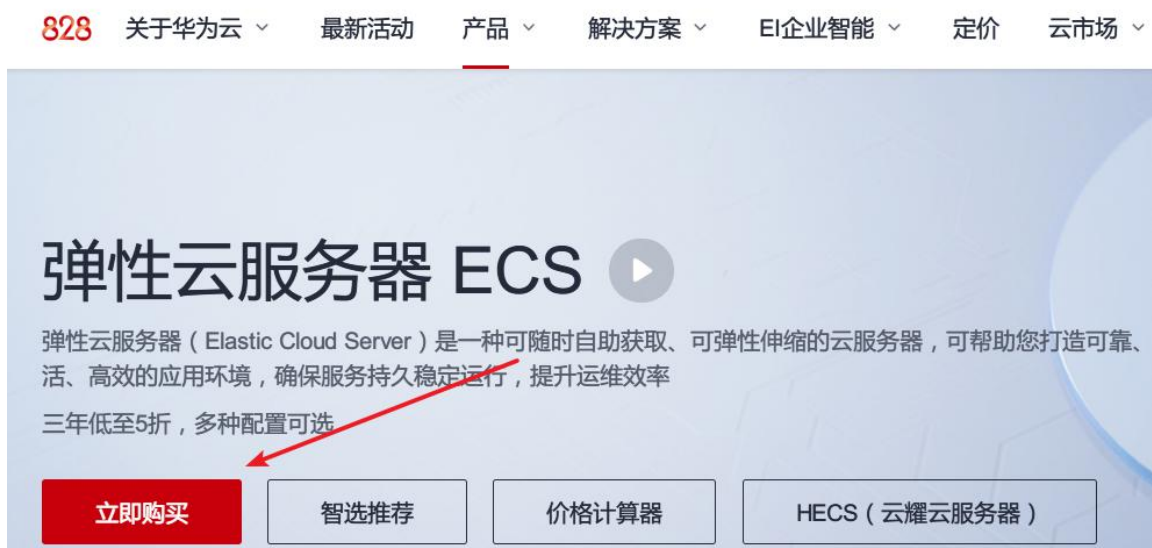 828 关于华为云 最新活动 产品 解决方案 EI企业智能 定价 云市场
弹性云服务器 ECS
弹性云服务器（Elastic Cloud Server）是一种可随时自助获取、可弹性伸缩的云服务器，可帮助您打造可靠、
活、高效的应用环境，确保服务持久稳定运行，提升运维效率
三年低至5折，多种配置可选
立即购买 智选推荐 价格计算器 HECS（云耀云服务器）